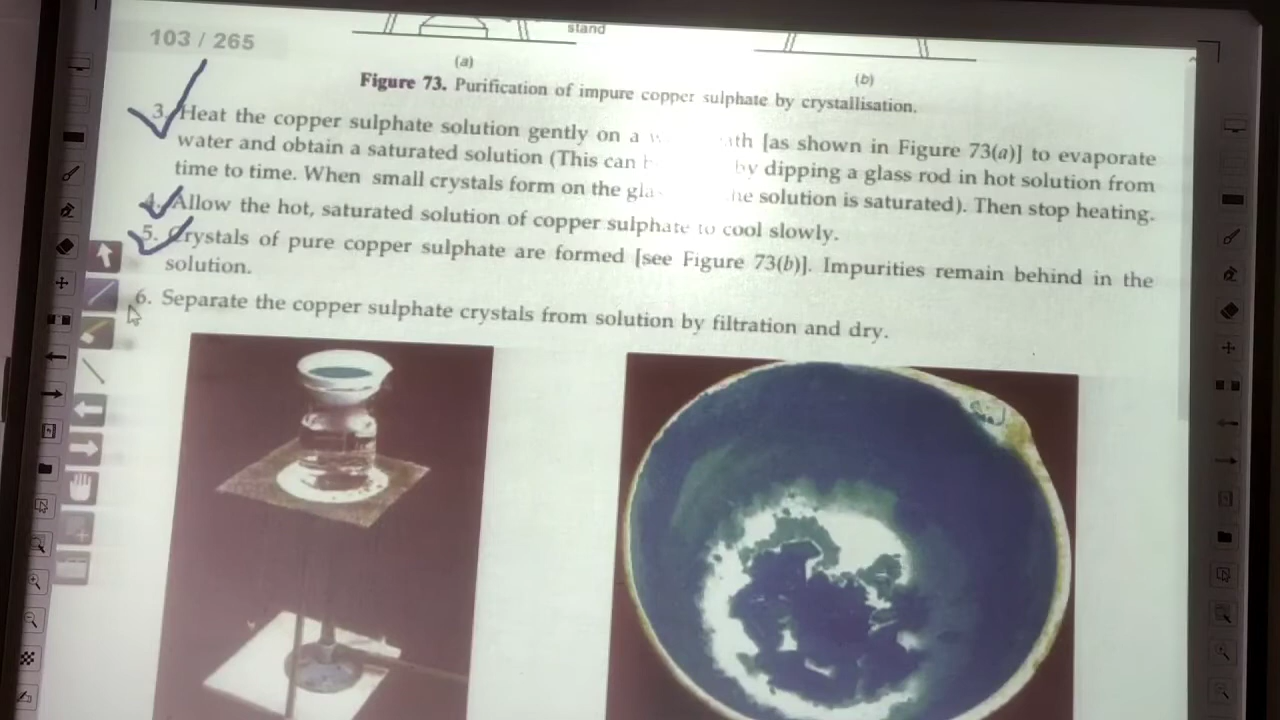 103 / 265
stand
(a)
(b)
Figure 73. Purification of impure copper sulphate by crystallisation.
3. Heat the copper sulphate solution gently on a [as shown in Figure 73(a)] to evaporate
water and obtain a saturated solution (This can by dipping a glass rod in hot solution from
time to time. When small crystals form on the solution is saturated). Then stop heating.
4. Allow the hot, saturated solution of copper sulphate to cool slowly.
5. Crystals of pure copper sulphate are formed [see Figure 73(b)]. Impurities remain behind in the
solution.
6. Separate the copper sulphate crystals from solution by filtration and dry.